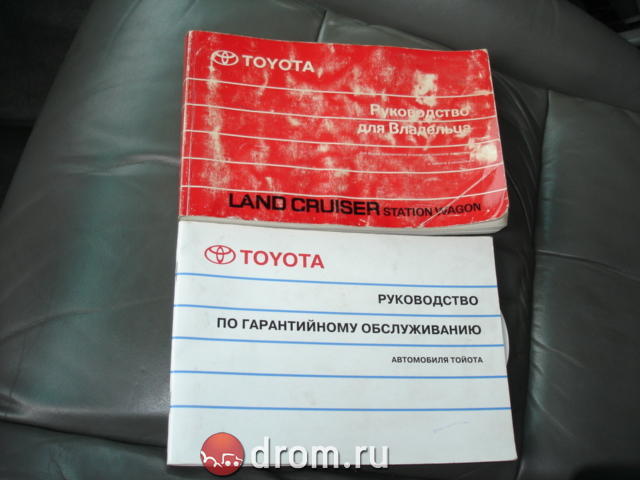 TOYOTA
Руководство
для Владельца
LAND CRUISER STATION WAGON
TOYOTA
РУКОВОДСТВО
ПО ГАРАНТИЙНОМУ ОБСЛУЖИВАНИЮ
АВТОМОБИЛЯ ТОЙОТА
drom.ru